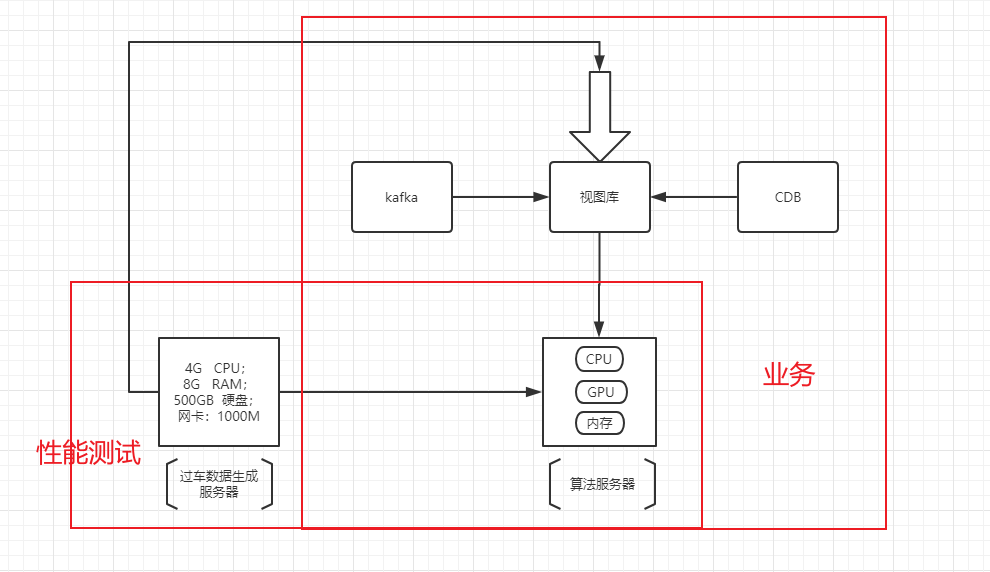 kafka
视图库
CDB
4G CPU；
8G RAM；
500GB 硬盘；
网卡：1000M
CPU
GPU
内存
业务
性能测试
过车数据生成
服务器
算法服务器